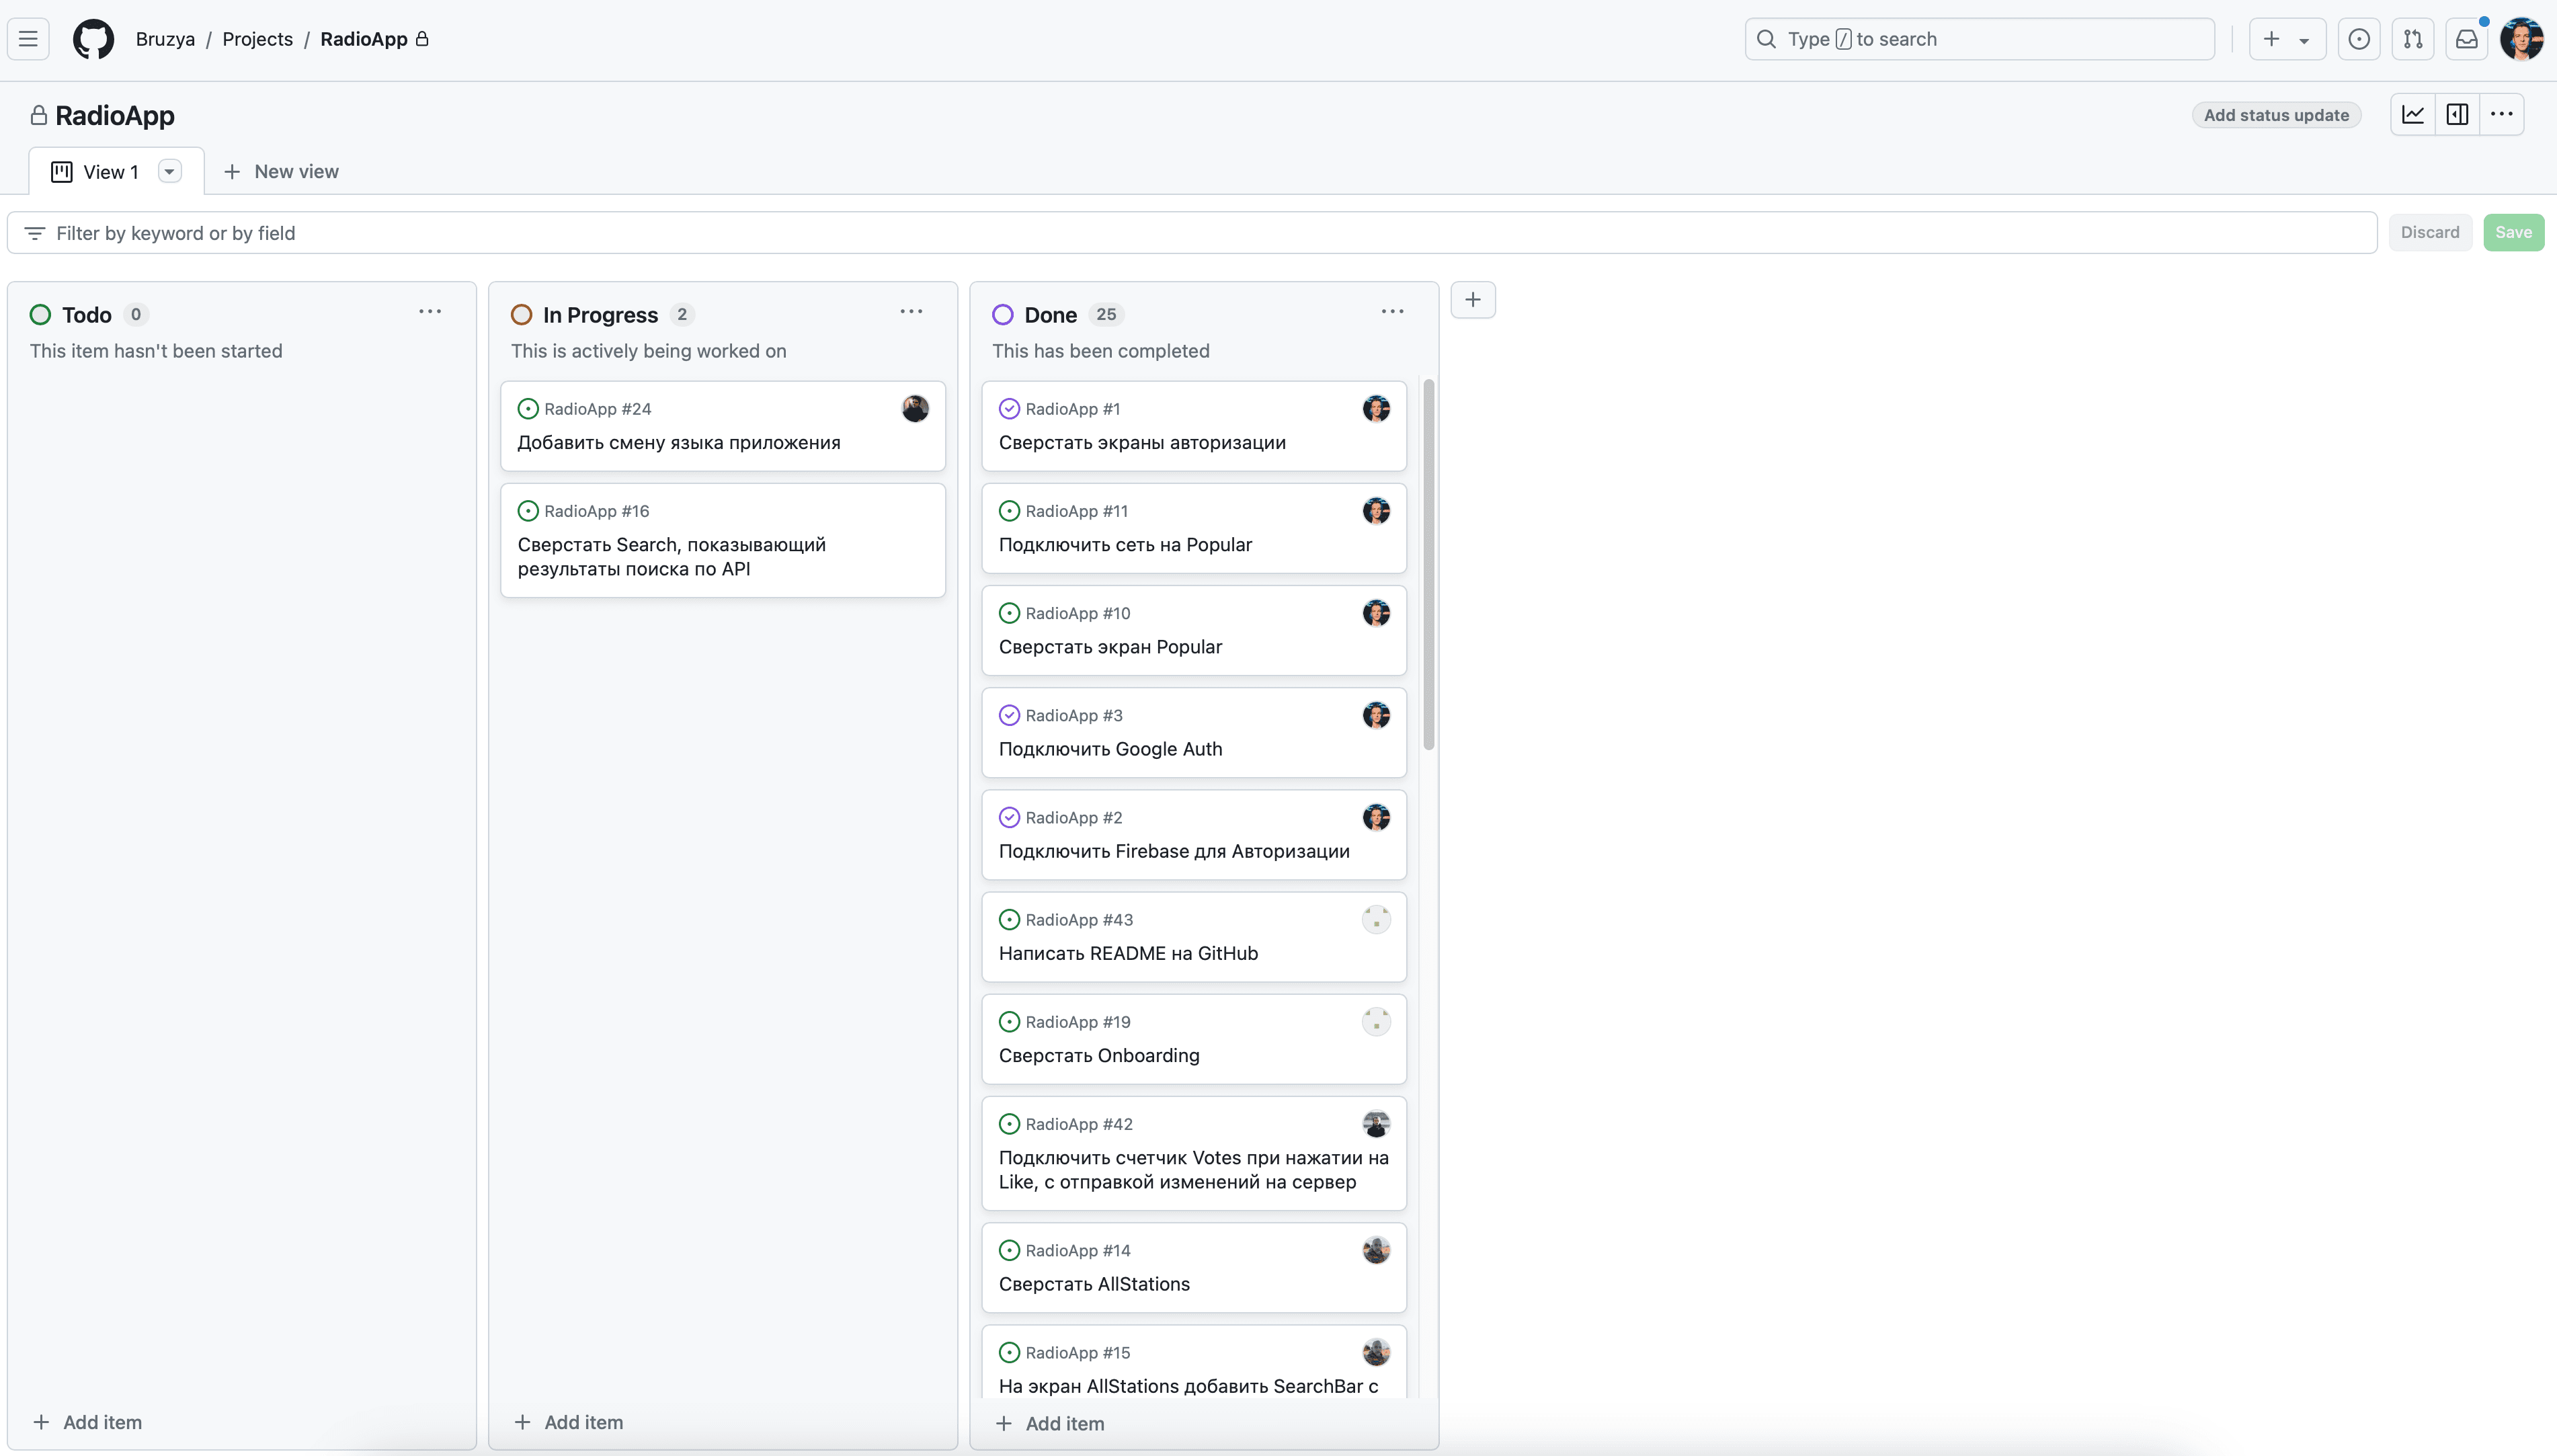 Bruzya / Projects / RadioApp
Type / to search
RadioApp
Add status update
View 1
New view
Filter by keyword or by field
Discard
Save
Todo 0
This item hasn't been started
Add item
In Progress 2
This is actively being worked on
RadioApp #24
Добавить смену языка приложения
RadioApp #16
Сверстать Search, показывающий
результаты поиска по API
Add item
Done 25
This has been completed
RadioApp #1
Сверстать экраны авторизации
RadioApp #11
Подключить сеть на Popular
RadioApp #10
Сверстать экран Popular
RadioApp #3
Подключить Google Auth
RadioApp #2
Подключить Firebase для Авторизации
RadioApp #43
Написать README на GitHub
RadioApp #19
Сверстать Onboarding
RadioApp #42
Подключить счетчик Votes при нажатии на
Like, с отправкой изменений на сервер
RadioApp #14
Сверстать AllStations
RadioApp #15
На экран AllStations добавить SearchBar с
Add item